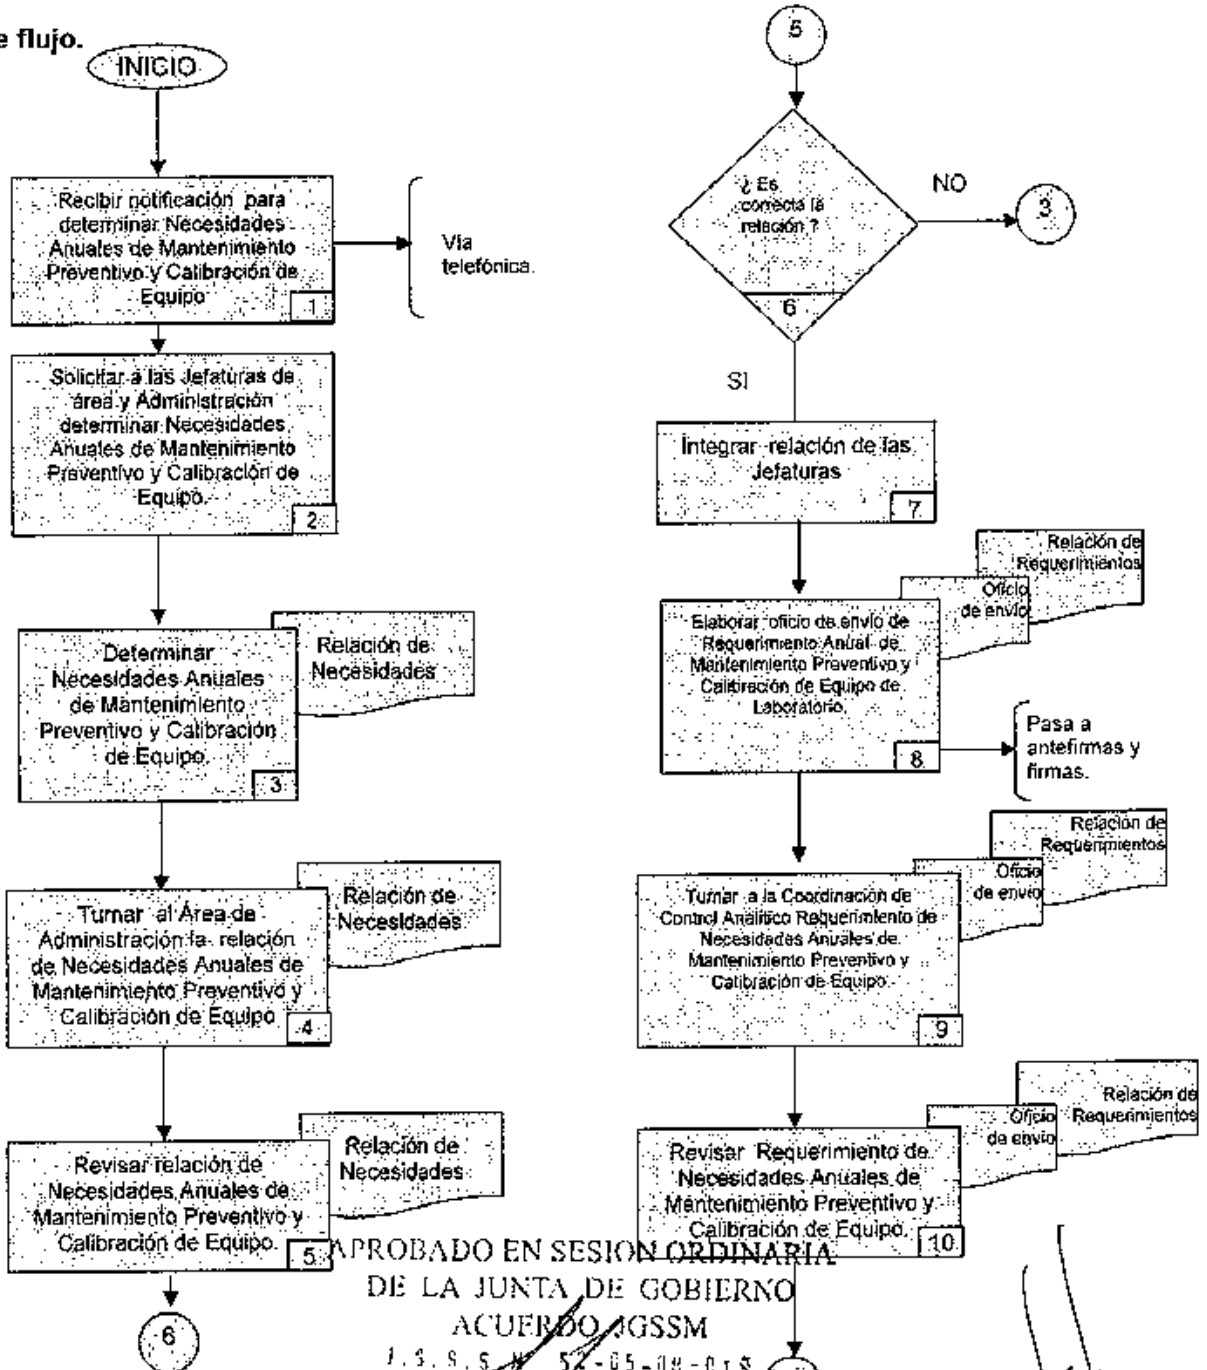 e flujo.
INICIO
Recibir notificación para
determinar Necesidades
Anuales de Mantenimiento
Preventivo y Calibración de
Equipo
1
Vía
telefónica.
Solicitar a las Jefaturas de
área y Administración
determinar Necesidades
Anuales de Mantenimiento
Preventivo y Calibración de
Equipo.
2
Determinar
Necesidades Anuales
de Mantenimiento
Preventivo y Calibración
de Equipo.
3
Relación de
Necesidades
Turnar al Área de
Administración la relación
de Necesidades Anuales de
Mantenimiento Preventivo y
Calibración de Equipo
4
Relación de
Necesidades
Revisar relación de
Necesidades Anuales de
Mantenimiento Preventivo y
Calibración de Equipo.
5
Relación de
Necesidades
6
5
¿ Es
correcta la
relación ?
6
NO
3
SI
Integrar relación de las
Jefaturas
7
Elaborar oficio de envío de
Requerimiento Anual de
Mantenimiento Preventivo y
Calibración de Equipo de
Laboratorio.
8
Oficio
de envío
Relación de
Requerimientos
Pasa a
antefirmas y
firmas.
Turnar a la Coordinación de
Control Analítico Requerimiento de
Necesidades Anuales de
Mantenimiento Preventivo y
Calibración de Equipo
9
Oficio
de envío
Relación de
Requerimientos
Revisar Requerimiento de
Necesidades Anuales de
Mantenimiento Preventivo y
Calibración de Equipo.
10
Oficio
de envío
Relación de
Requerimientos
APROBADO EN SESION ORDINARIA
DE LA JUNTA DE GOBIERNO
ACUERDO JGSSM